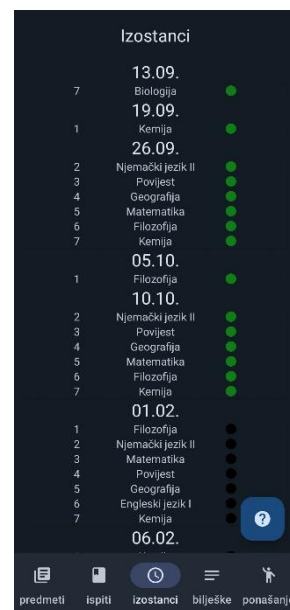 Izostanci
13.09.
7 Biologija
19.09.
1 Kemija
26.09.
2 Njemački jezik II
3 Povijest
4 Geografija
5 Matematika
6 Filozofija
7 Kemija
05.10.
1 Filozofija
10.10.
2 Njemački jezik II
3 Povijest
4 Geografija
5 Matematika
6 Filozofija
7 Kemija
01.02.
1 Filozofija
2 Njemački jezik II
3 Matematika
4 Povijest
5 Geografija
6 Engleski jezik I
7 Kemija
?
06.02.
predmeti ispiti izostanci bilješke ponašanj